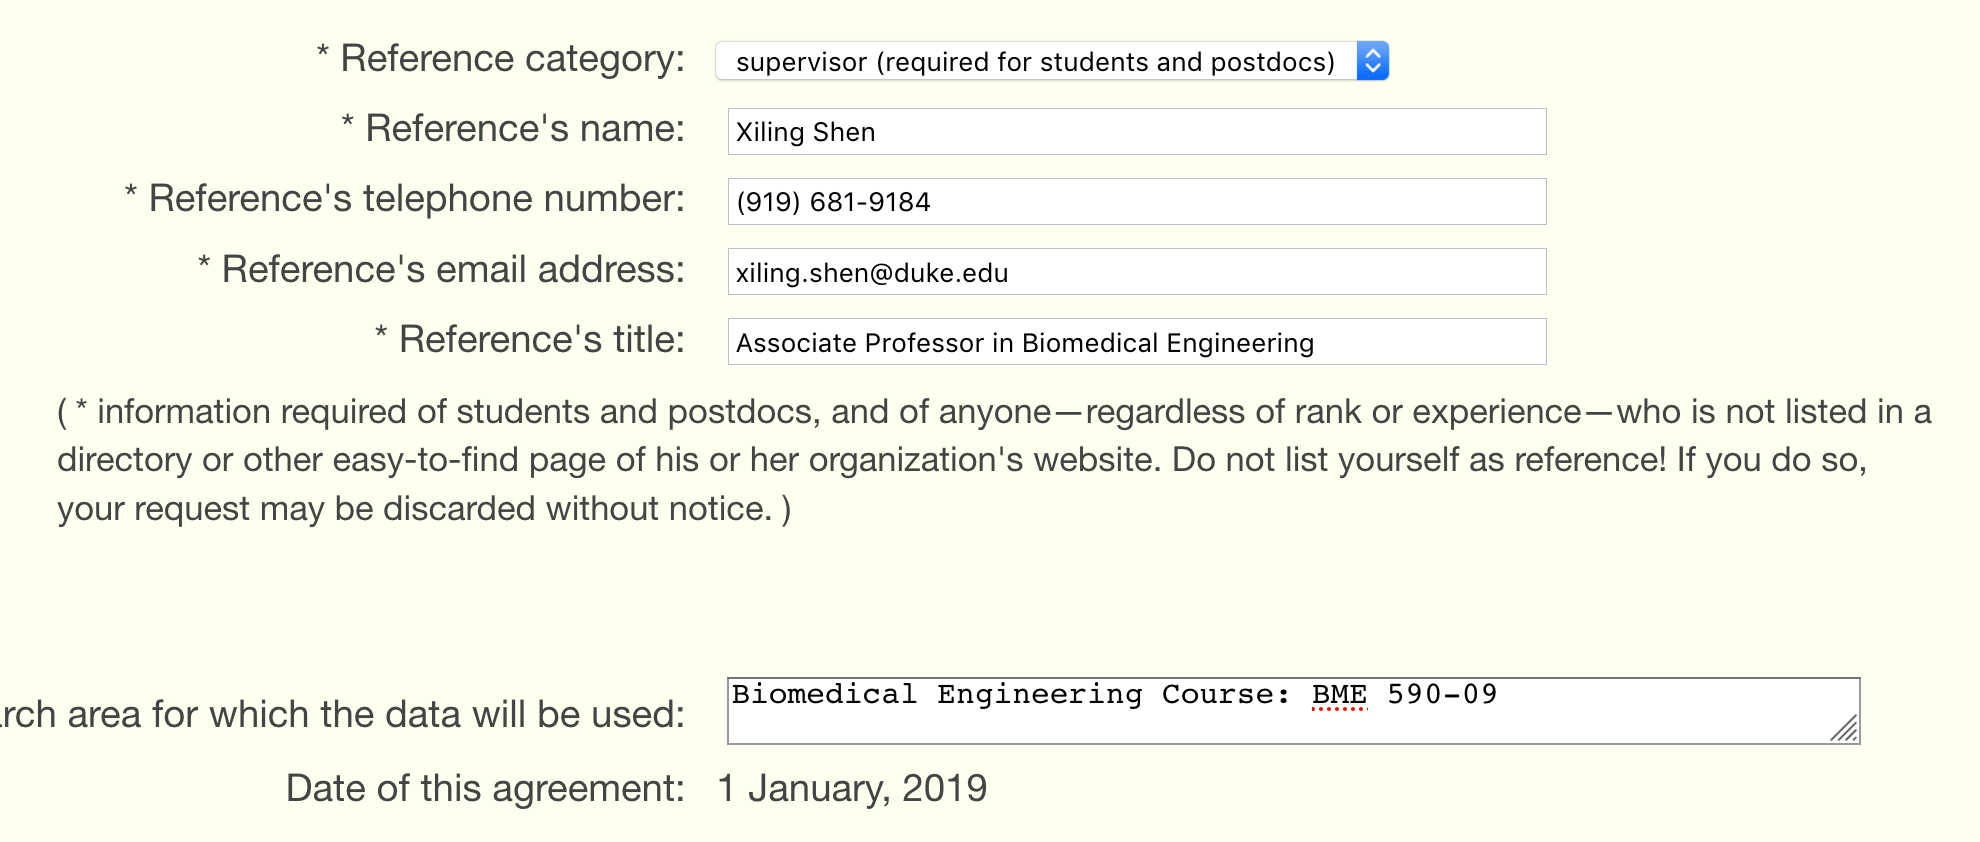 * Reference category: supervisor (required for students and postdocs)
* Reference's name: Xiling Shen
* Reference's telephone number: (919) 681-9184
* Reference's email address: xiling.shen@duke.edu
* Reference's title: Associate Professor in Biomedical Engineering
( * information required of students and postdocs, and of anyone—regardless of rank or experience—who is not listed in a
directory or other easy-to-find page of his or her organization's website. Do not list yourself as reference! If you do so,
your request may be discarded without notice. )
rch area for which the data will be used: Biomedical Engineering Course: BME 590-09
Date of this agreement: 1 January, 2019